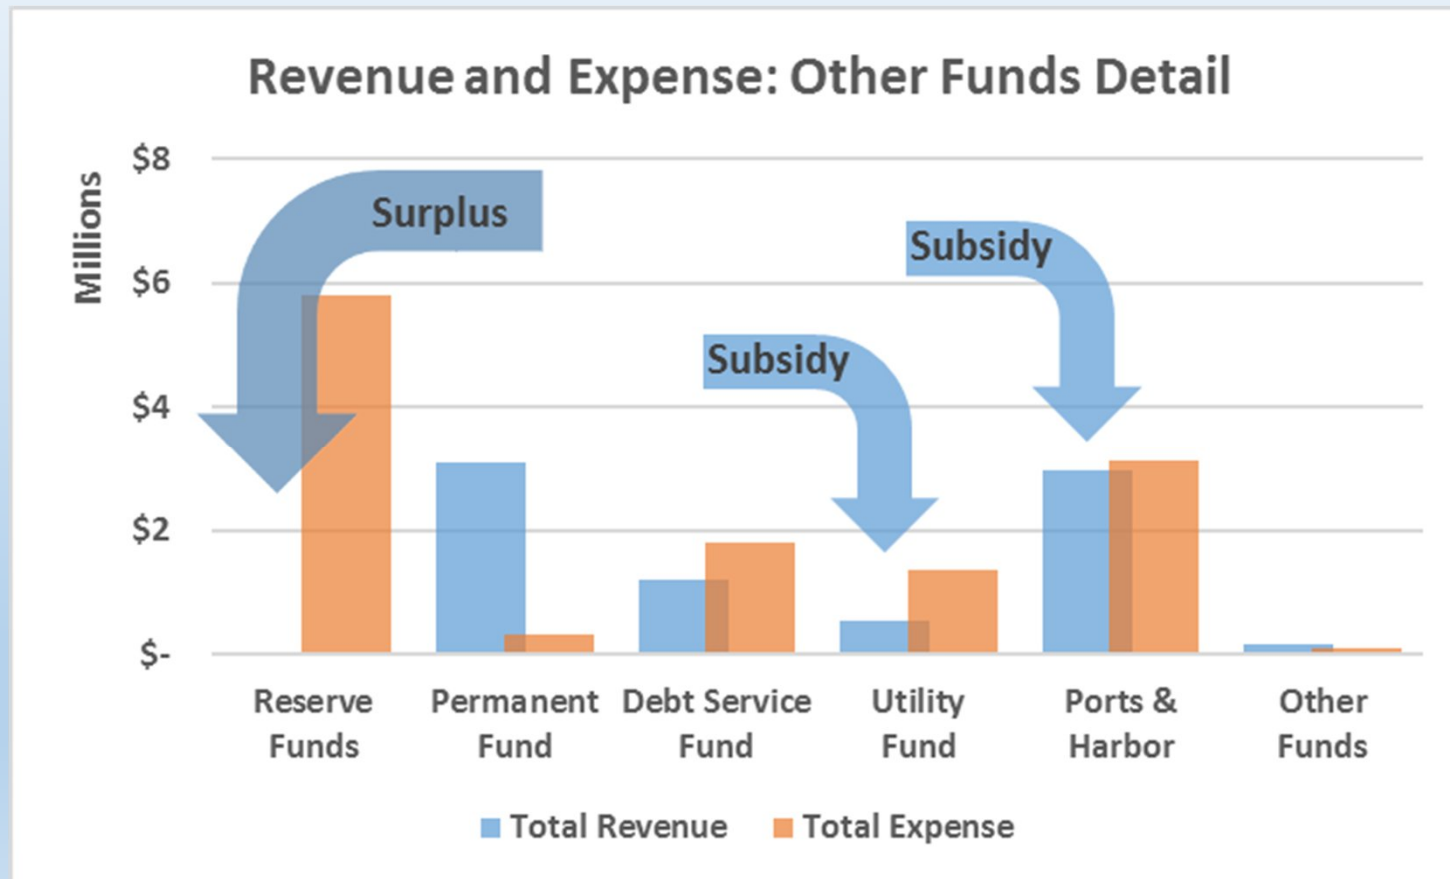 Revenue and Expense: Other Funds Detail
Millions
$8
$6
$4
$2
$-
Surplus
Subsidy
Subsidy
Reserve
Funds
Permanent
Fund
Debt Service
Fund
Utility
Fund
Ports &
Harbor
Other
Funds
Total Revenue
Total Expense